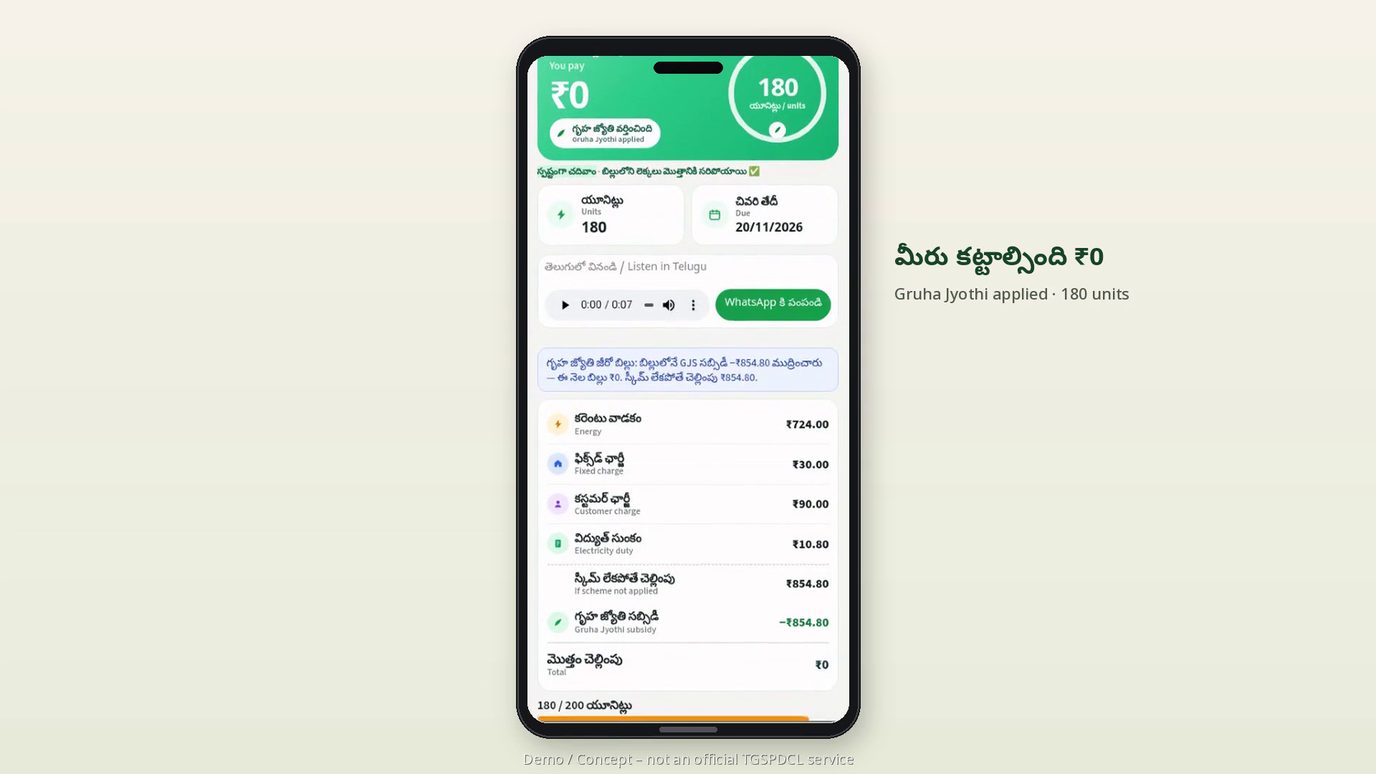 You pay
₹0
గృహ జ్యోతి వర్తించింది
Gruha Jyothi applied
180
యూనిట్లు / units
స్పష్టంగా చదివాం · బిల్లులోని లెక్కలు మొత్తానికి సరిపోయాయి ✅
యూనిట్లు
Units
180
చివరి తేదీ
Due
20/11/2026
తెలుగులో వినండి / Listen in Telugu
0:00 / 0:07
WhatsApp కి పంపండి
గృహ జ్యోతి జీరో బిల్లు: బిల్లులోనే GJS సబ్సిడీ −₹854.80 ముద్రించారు
— ఈ నెల బిల్లు ₹0. స్కీమ్ లేకపోతే చెల్లింపు ₹854.80.
కరెంటు వాడకం ₹724.00
Energy
ఫిక్స్‌డ్ ఛార్జీ ₹30.00
Fixed charge
కస్టమర్ ఛార్జీ ₹90.00
Customer charge
విద్యుత్ సుంకం ₹10.80
Electricity duty
స్కీమ్ లేకపోతే చెల్లింపు ₹854.80
If scheme not applied
గృహ జ్యోతి సబ్సిడీ −₹854.80
Gruha Jyothi subsidy
మొత్తం చెల్లింపు ₹0
Total
180 / 200 యూనిట్లు
మీరు కట్టాల్సింది ₹0
Gruha Jyothi applied · 180 units
Demo / Concept – not an official TGSPDCL service